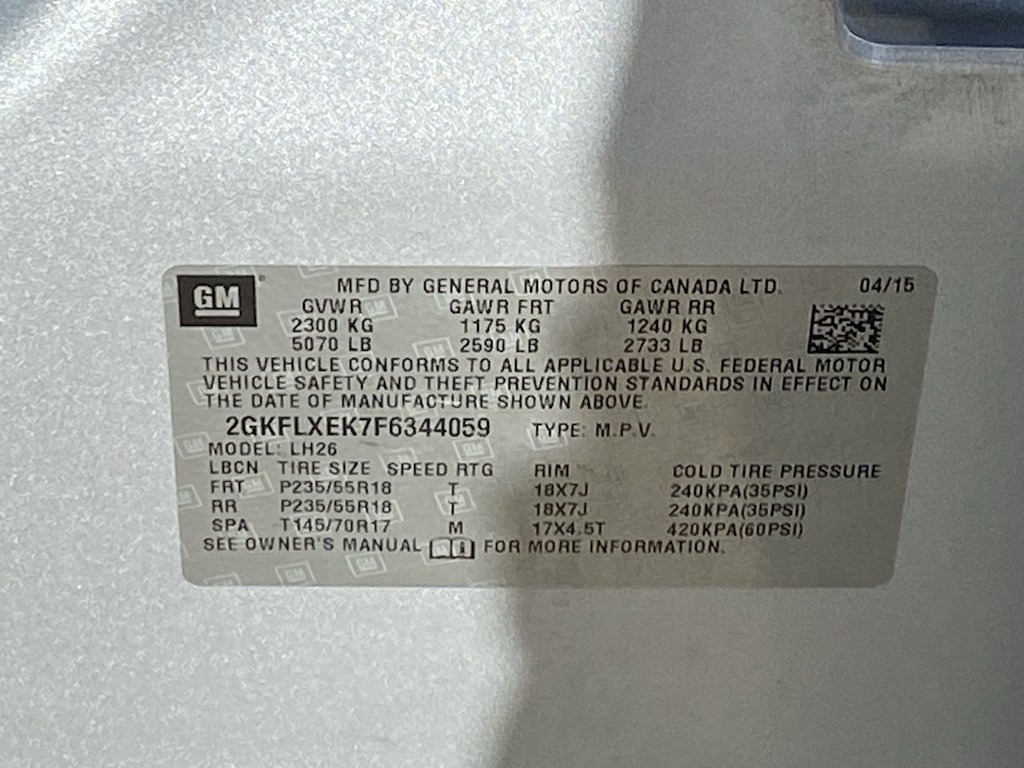 GM MFD BY GENERAL MOTORS OF CANADA LTD. 04/15
GVWR GAWR FRT GAWR RR
2300 KG 1175 KG 1240 KG
5070 LB 2590 LB 2733 LB
THIS VEHICLE CONFORMS TO ALL APPLICABLE U.S. FEDERAL MOTOR
VEHICLE SAFETY AND THEFT PREVENTION STANDARDS IN EFFECT ON
THE DATE OF MANUFACTURE SHOWN ABOVE.
2GKFLXEK7F6344059 TYPE: M.P.V.
MODEL: LH26
LBCN TIRE SIZE SPEED RTG RIM COLD TIRE PRESSURE
FRT P235/55R18 T 18X7J 240KPA(35PSI)
RR P235/55R18 T 18X7J 240KPA(35PSI)
SPA T145/70R17 M 17X4.5T 420KPA(60PSI)
SEE OWNER'S MANUAL FOR MORE INFORMATION.